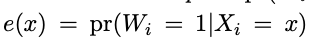 e(x) = pr(W_i = 1|X_i = x)